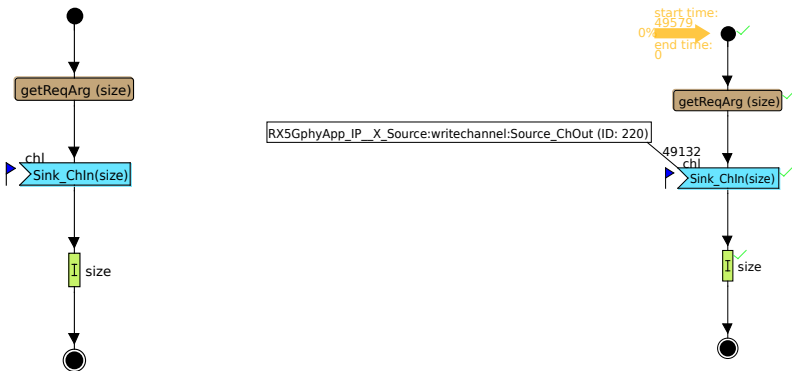 getReqArg (size)
chl
Sink_ChIn(size)
I
size
start time:
49579
0%
end time:
0
getReqArg (size)
RX5GphyApp_IP__X_Source:writechannel:Source_ChOut (ID: 220)
49132
chl
Sink_ChIn(size)
I
size